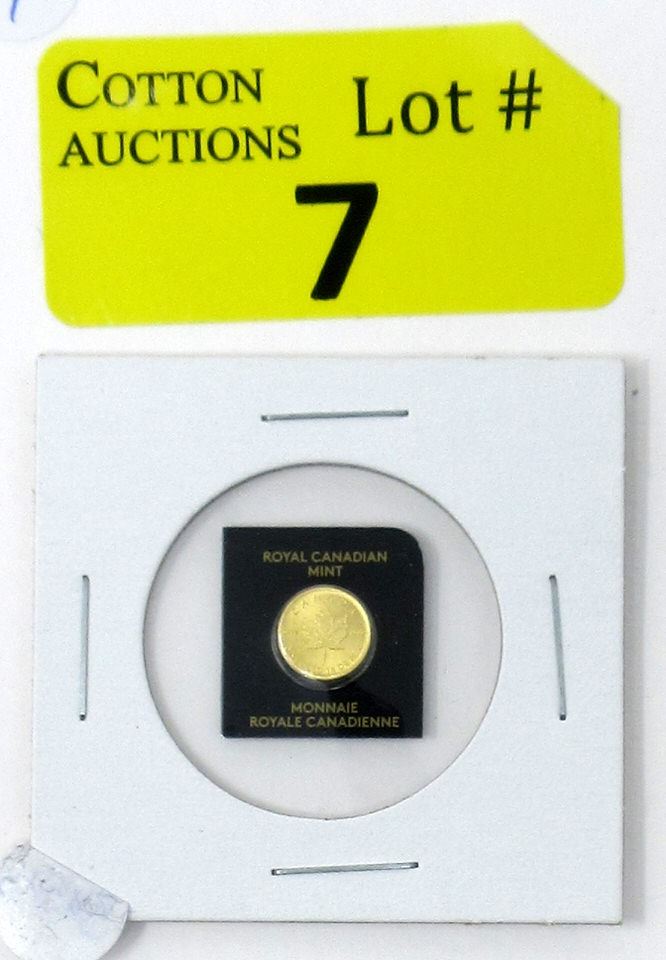 COTTON
AUCTIONS
Lot #
7
ROYAL CANADIAN
MINT
MONNAIE
ROYALE CANADIENNE